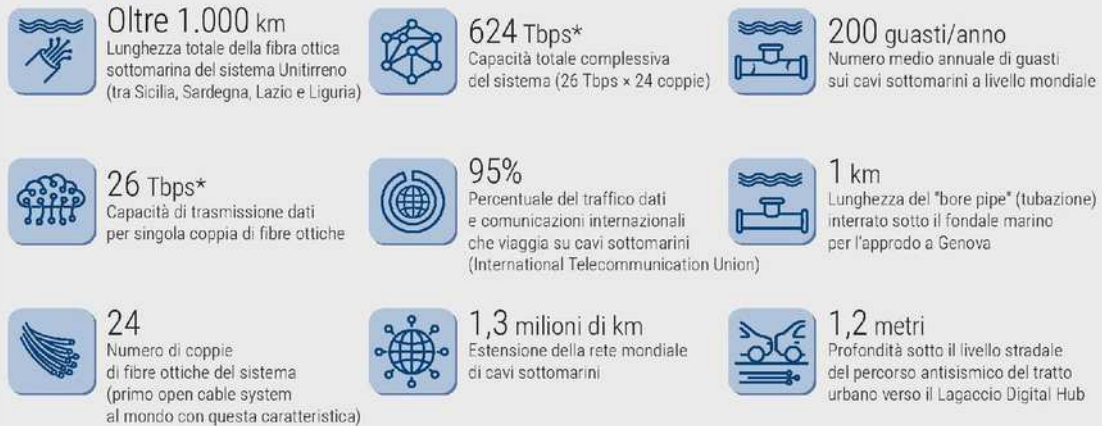 Oltre 1.000 km
Lunghezza totale della fibra ottica
sottomarina del sistema Unitirreno
(tra Sicilia, Sardegna, Lazio e Liguria)
624 Tbps*
Capacità totale complessiva
del sistema (26 Tbps × 24 coppie)
200 guasti/anno
Numero medio annuale di guasti
sui cavi sottomarini a livello mondiale
26 Tbps*
Capacità di trasmissione dati
per singola coppia di fibre ottiche
95%
Percentuale del traffico dati
e comunicazioni internazionali
che viaggia su cavi sottomarini
(International Telecommunication Union)
1 km
Lunghezza del "bore pipe" (tubazione)
interrato sotto il fondale marino
per l'approdo a Genova
24
Numero di coppie
di fibre ottiche del sistema
(primo open cable system
al mondo con questa caratteristica)
1,3 milioni di km
Estensione della rete mondiale
di cavi sottomarini
1,2 metri
Profondità sotto il livello stradale
del percorso antisismico del tratto
urbano verso il Lagaccio Digital Hub